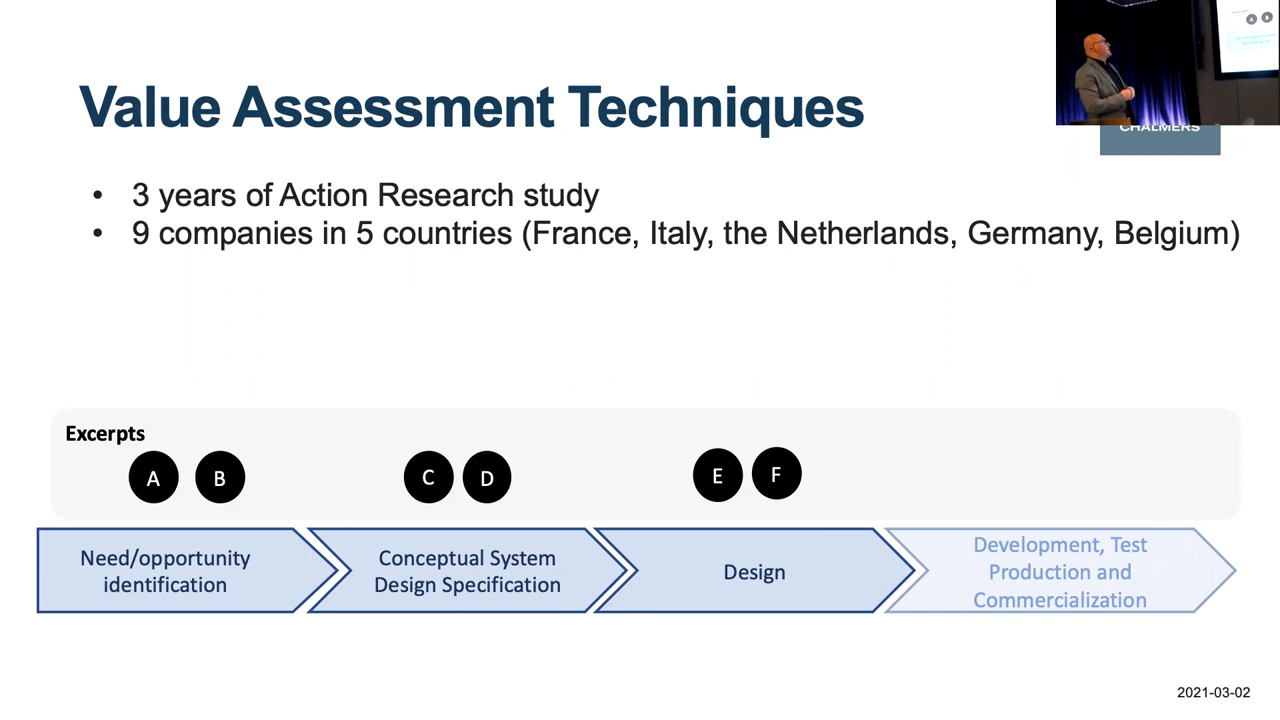 Value Assessment Techniques
CHALMERS
• 3 years of Action Research study
• 9 companies in 5 countries (France, Italy, the Netherlands, Germany, Belgium)
Excerpts
A B C D E F
Need/opportunity
identification
Conceptual System
Design Specification
Design
Development, Test
Production and
Commercialization
2021-03-02